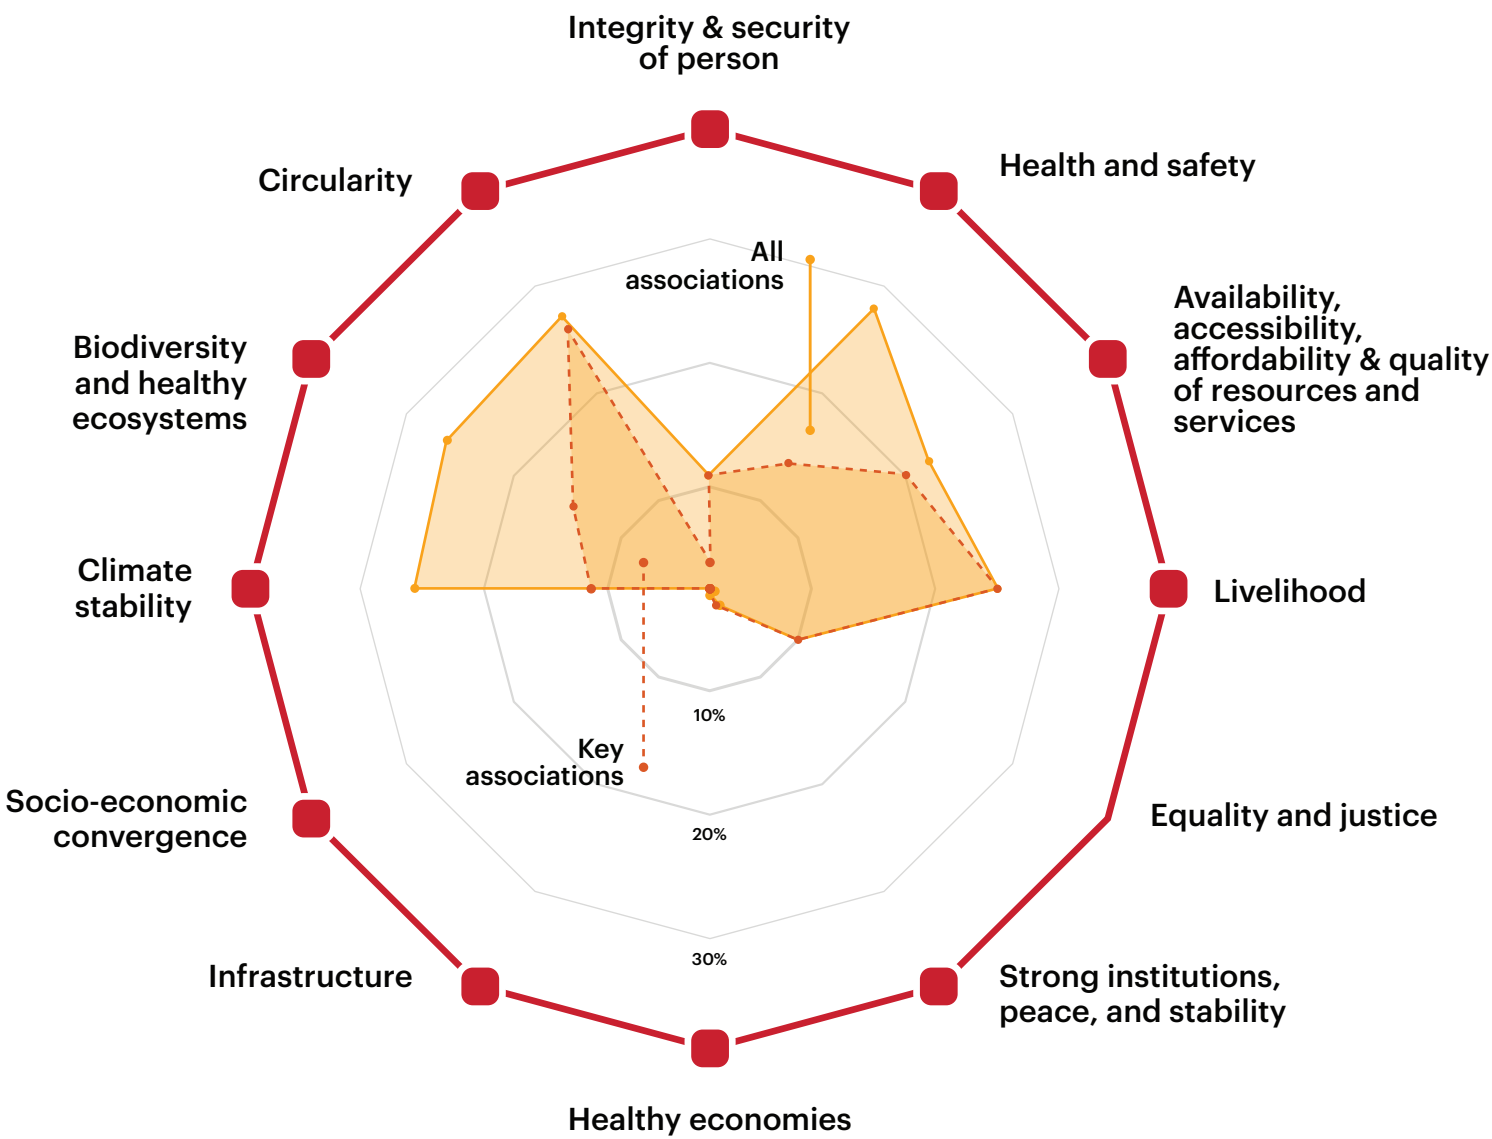 Integrity & security
of person
Health and safety
Circularity
All
associations
Availability,
accessibility,
affordability & quality
of resources and
services
Biodiversity
and healthy
ecosystems
Climate
stability
Livelihood
10%
Key
associations
Socio-economic
convergence
20%
Equality and justice
30%
Infrastructure
Strong institutions,
peace, and stability
Healthy economies